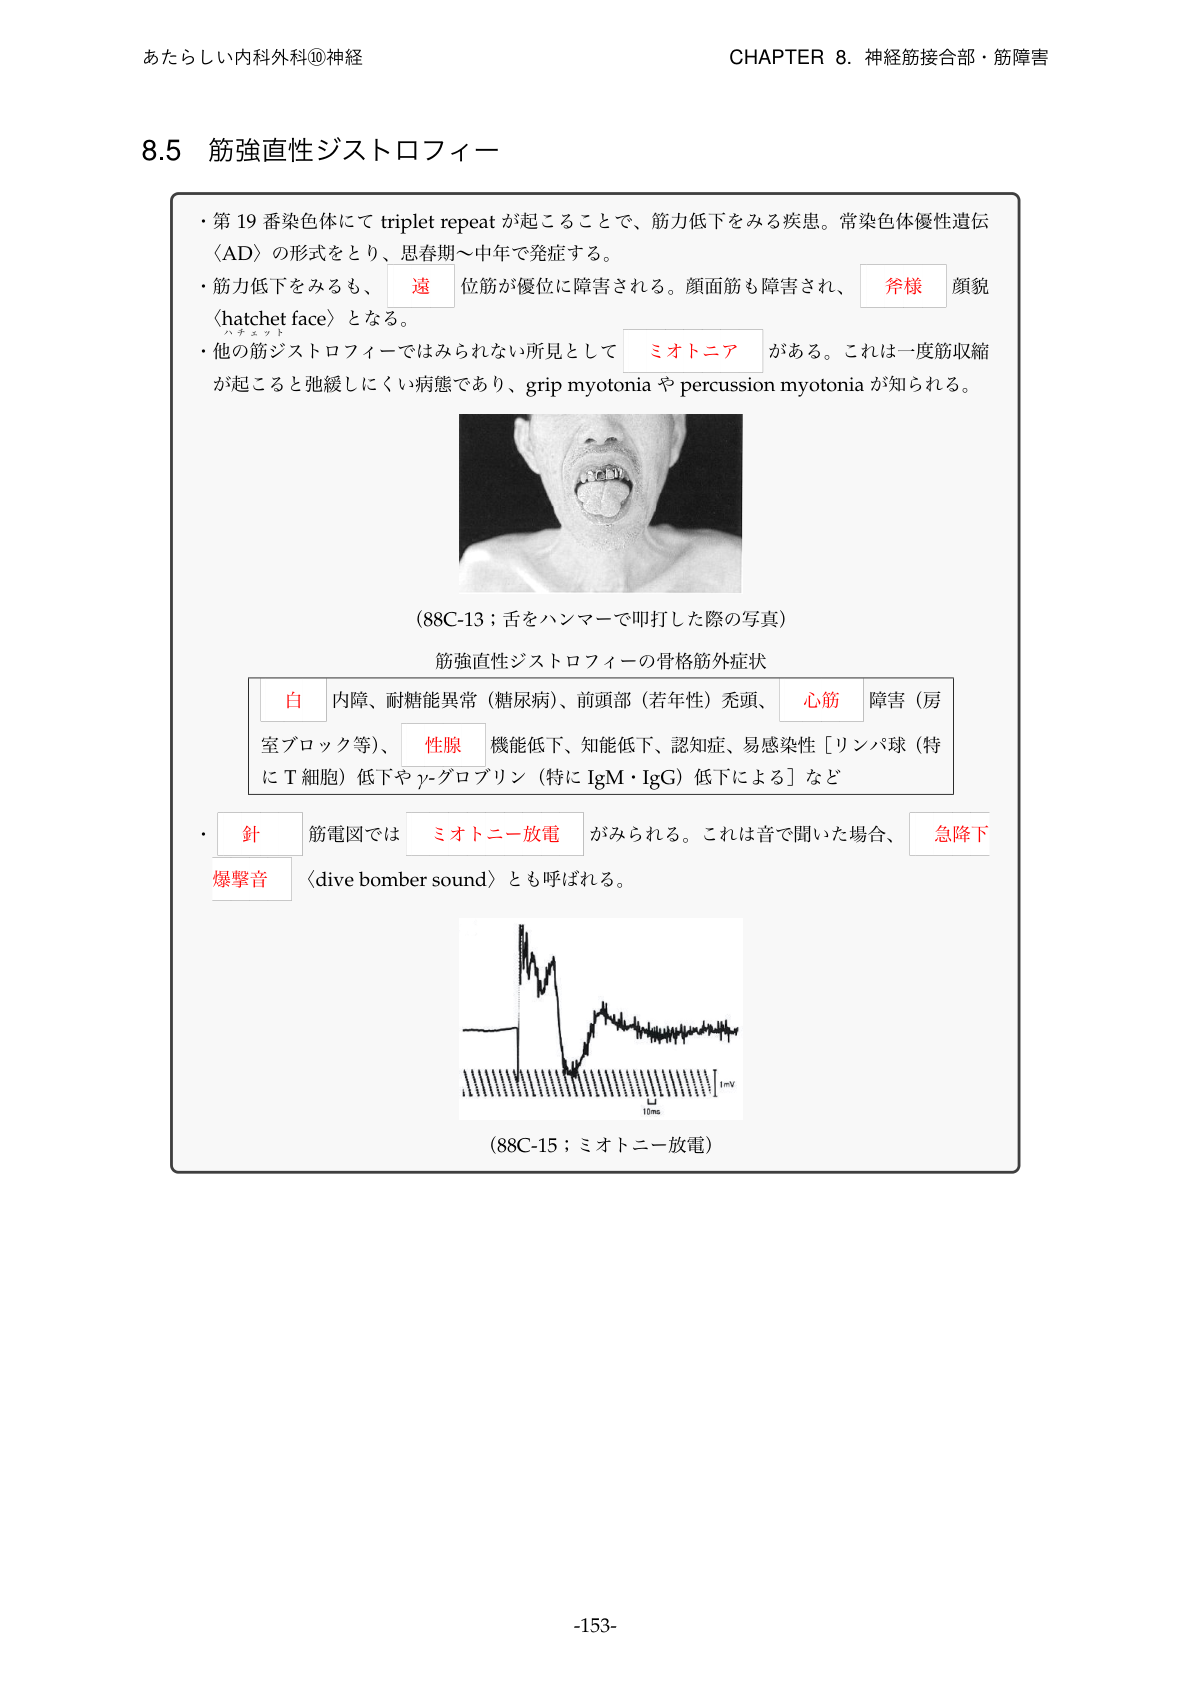 あたらしい内科外科⑩神経
CHAPTER 8. 神経筋接合部・筋障害
8.5 筋強直性ジストロフィー
・第 19 番染色体にて triplet repeat が起こることで、筋力低下をみる疾患。常染色体優性遺伝
〈AD〉の形式をとり、思春期〜中年で発症する。
・筋力低下をみるも、 遠 位筋が優位に障害される。顔面筋も障害され、 斧様 顔貌
〈hatchet face〉となる。
ハチェット
・他の筋ジストロフィーではみられない所見として ミオトニア がある。これは一度筋収縮
が起こると弛緩しにくい病態であり、grip myotonia や percussion myotonia が知られる。
(88C-13；舌をハンマーで叩打した際の写真)
筋強直性ジストロフィーの骨格筋外症状
白 内障、耐糖能異常（糖尿病）、前頭部（若年性）禿頭、 心筋 障害（房
室ブロック等）、 性腺 機能低下、知能低下、認知症、易感染性［リンパ球（特
に T 細胞）低下や γ-グロブリン（特に IgM・IgG）低下による］など
・ 針 筋電図では ミオトニー放電 がみられる。これは音で聞いた場合、 急降下
爆撃音 〈dive bomber sound〉とも呼ばれる。
1mV
10ms
(88C-15；ミオトニー放電)
-153-